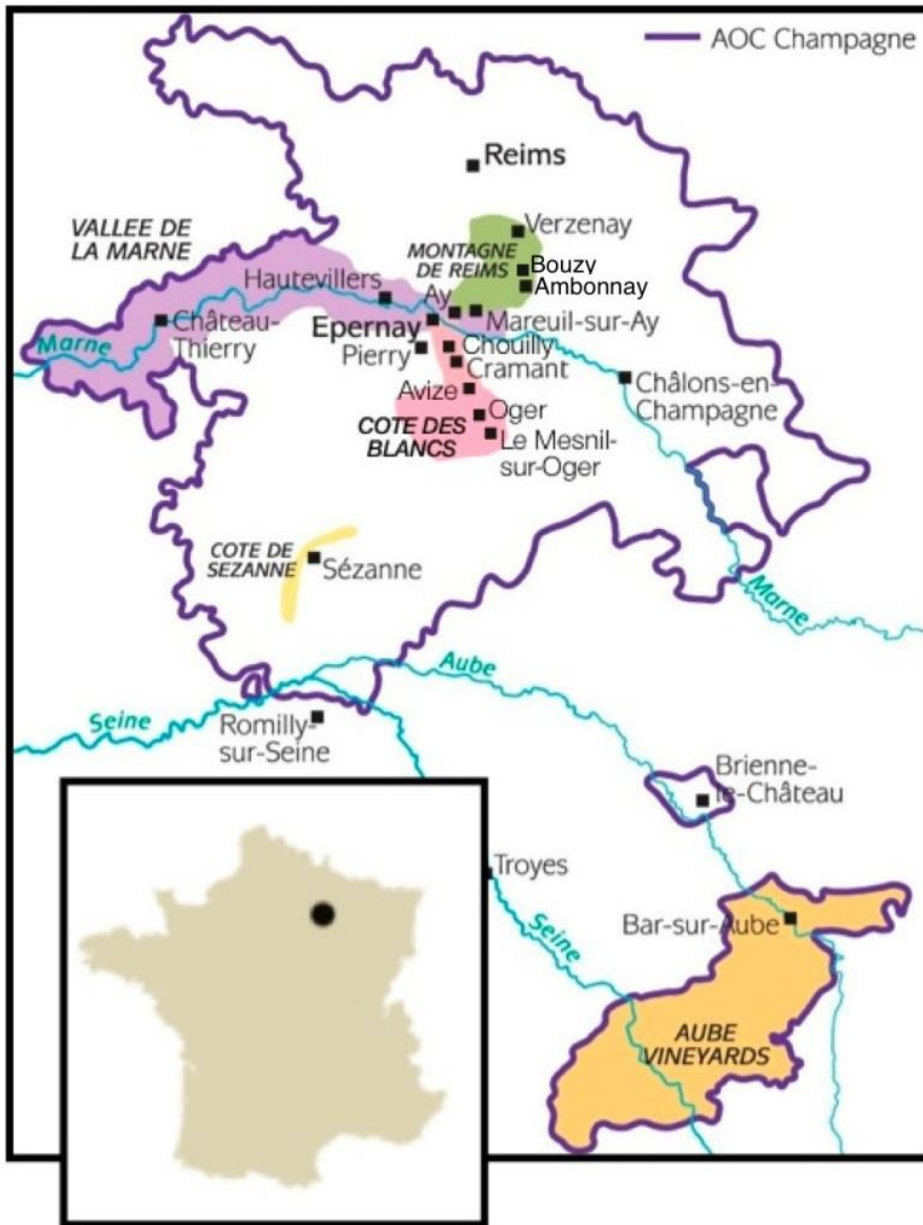 AOC Champagne
Reims
VALLEE DE
LA MARNE
Verzenay
MONTAGNE
DE REIMS
Bouzy
Ambonnay
Hautevillers
Ay
Mareuil-sur-Ay
Epernay
Château-
Thierry
Marne
Pierry
Chouilly
Cramant
Avize
Châlons-en-
Champagne
Oger
COTE DES
BLANCS
Le Mesnil-
sur-Oger
COTE DE
SEZANNE
Sézanne
Marne
Aube
Seine
Romilly-
sur-Seine
Brienne-
le-Château
Troyes
Seine
Bar-sur-Aube
AUBE
VINEYARDS